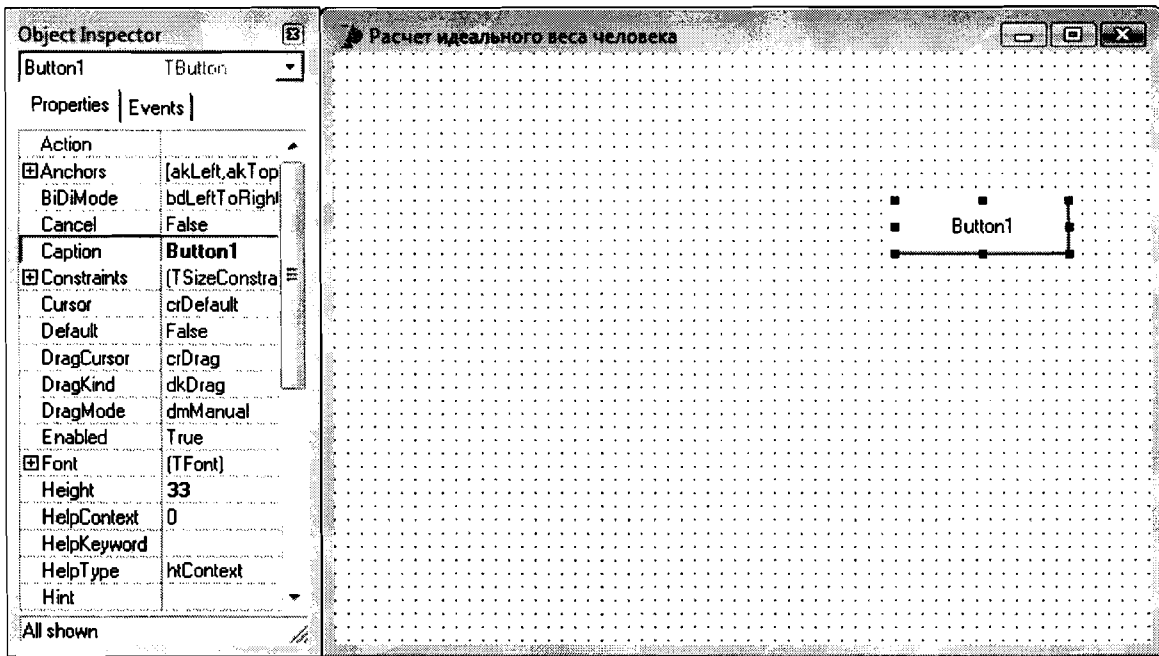 Object Inspector
Button1 TButton
Properties Events
Action
Anchors [akLeft,akTop
BiDiMode bdLeftToRight
Cancel False
Caption Button1
Constraints (TSizeConstra
Cursor crDefault
Default False
DragCursor crDrag
DragKind dkDrag
DragMode dmManual
Enabled True
Font (TFont)
Height 33
HelpContext 0
HelpKeyword
HelpType htContext
Hint
All shown
Расчет идеального веса человека
Button1